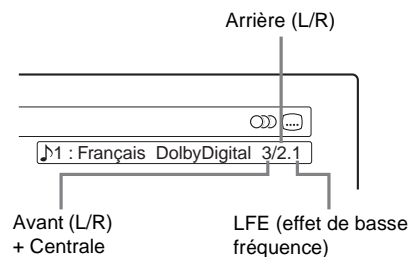 Arrière (L/R)
♪1 : Français DolbyDigital 3/2.1
Avant (L/R)
+ Centrale
LFE (effet de basse
fréquence)